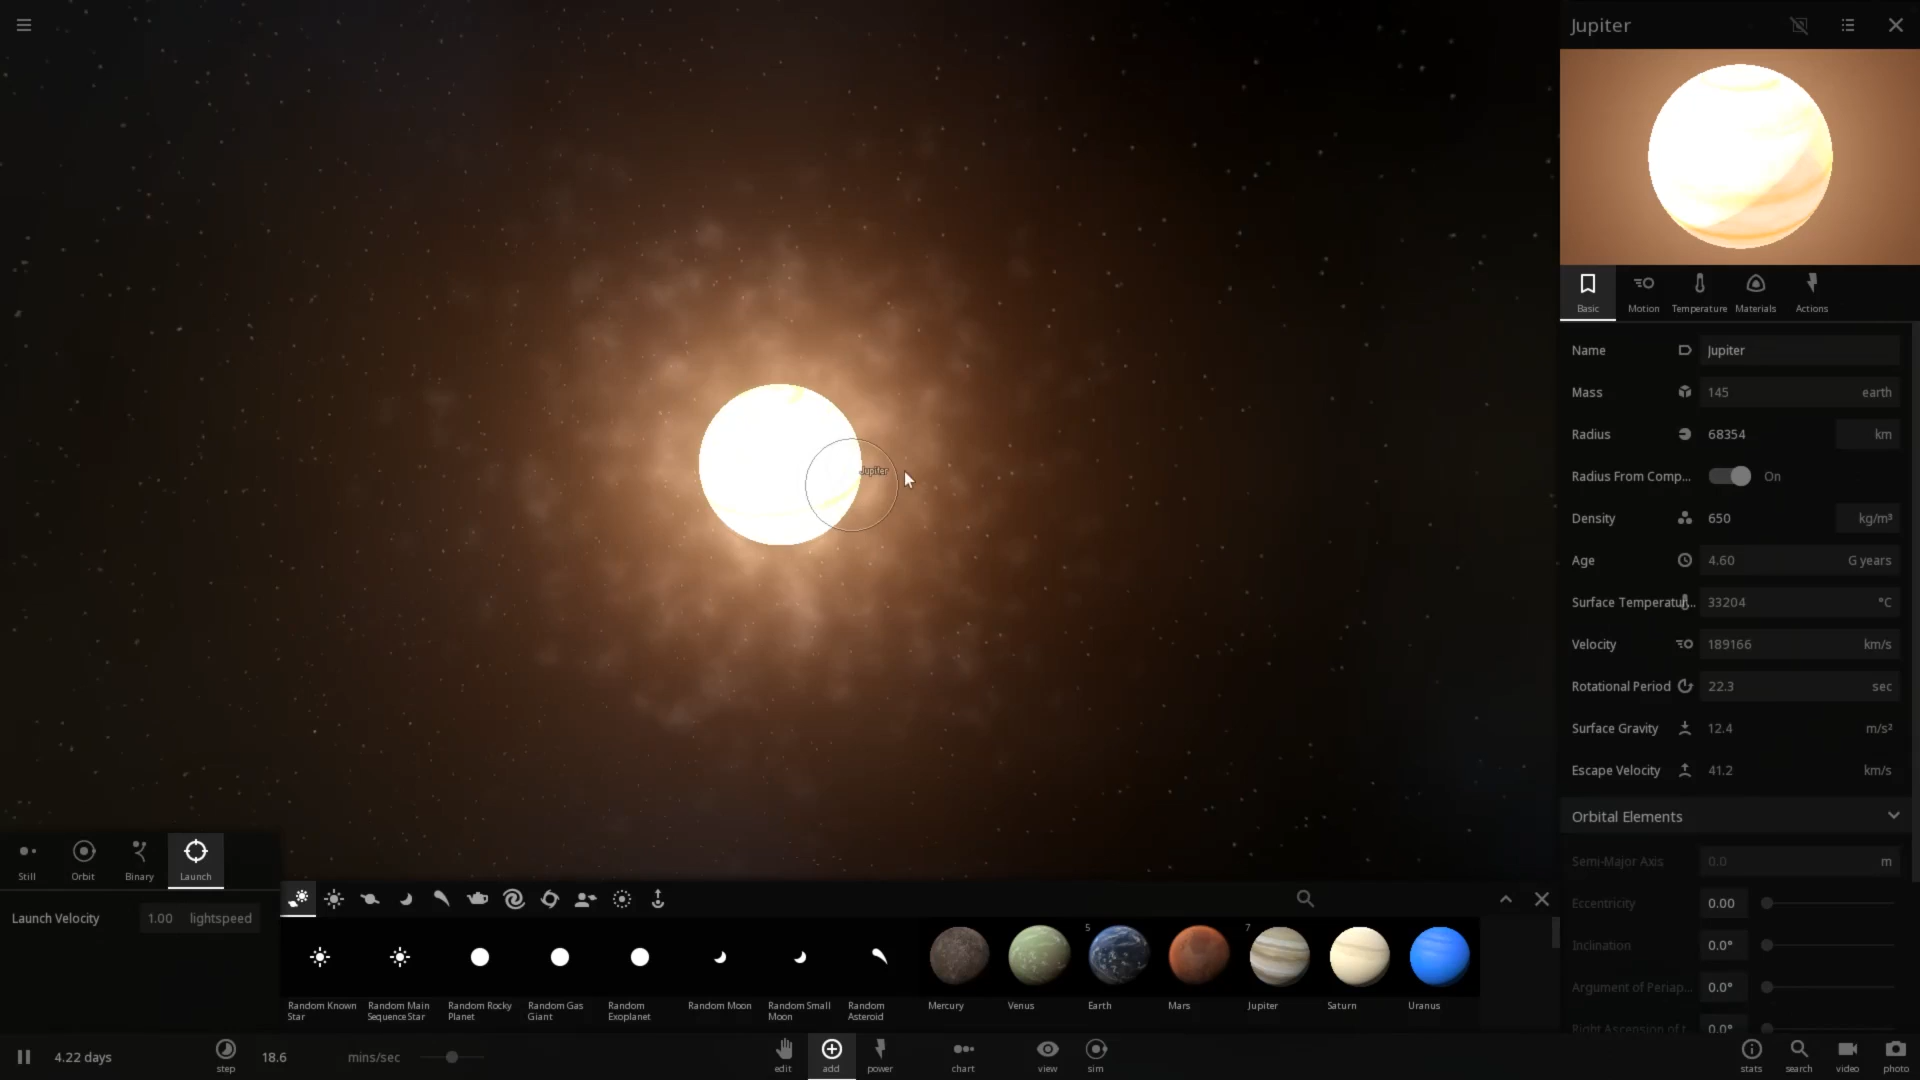 Jupiter
Jupiter
Basic
Motion
Temperature
Materials
Actions
Name
Jupiter
Mass
145
earth
Radius
68354
km
Radius From Comp...
On
Density
650
kg/m³
Age
4.60
G years
Surface Temperatur...
33204
°C
Velocity
189166
km/s
Rotational Period
22.3
sec
Surface Gravity
12.4
m/s²
Escape Velocity
41.2
km/s
Orbital Elements
Semi-Major Axis
0.0
m
Eccentricity
0.00
Inclination
0.0°
Argument of Periap...
0.0°
Right Ascension of t...
0.0°
Still
Orbit
Binary
Launch
Launch Velocity
1.00
lightspeed
5
7
Random Known
Star
Random Main
Sequence Star
Random Rocky
Planet
Random Gas
Giant
Random
Exoplanet
Random Moon
Random Small
Moon
Random
Asteroid
Mercury
Venus
Earth
Mars
Jupiter
Saturn
Uranus
4.22 days
step
18.6
mins/sec
edit
add
power
chart
view
sim
stats
search
video
photo